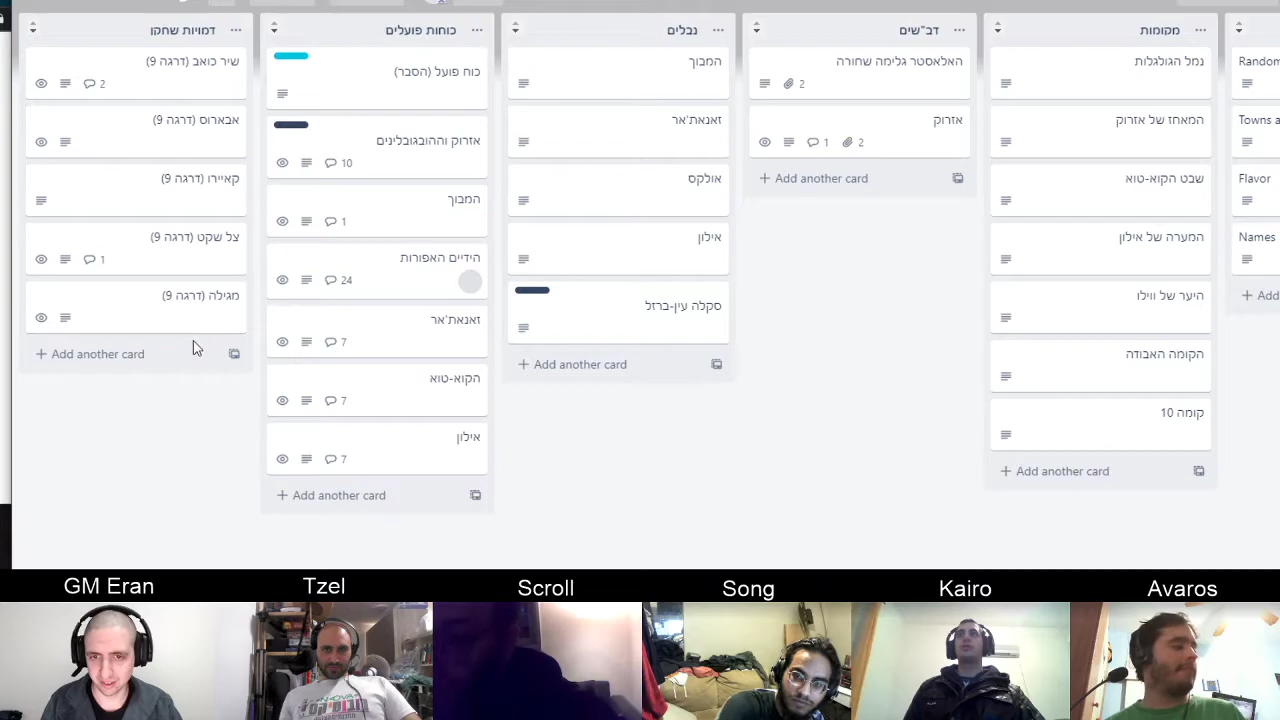 דמויות שחקן
שיר כואב (דרגה 9)
2
אבארוס (דרגה 9)
קאיירו (דרגה 9)
צל שקט (דרגה 9)
1
מגילה (דרגה 9)
+ Add another card
כוחות פועלים
כוח פועל (הסבר)
אזרוק וההובגובלינים
10
המבוך
1
הידיים האפורות
24
זאנאת'אר
7
הקוא-טוא
7
אילון
7
+ Add another card
נבלים
המבוך
זאנאת'אר
אולקס
אילון
סקלה עין-ברזל
+ Add another card
דב"שים
האלאסטר גלימה שחורה
2
אזרוק
1 2
+ Add another card
מקומות
נמל הגולגלות
המאחז של אזרוק
שבט הקוא-טוא
המערה של אילון
היער של ווילו
הקומה האבודה
קומה 10
+ Add another card
Random
Towns a
Flavor
Names
+ Add
GM Eran
Tzel
Scroll
Song
Kairo
Avaros